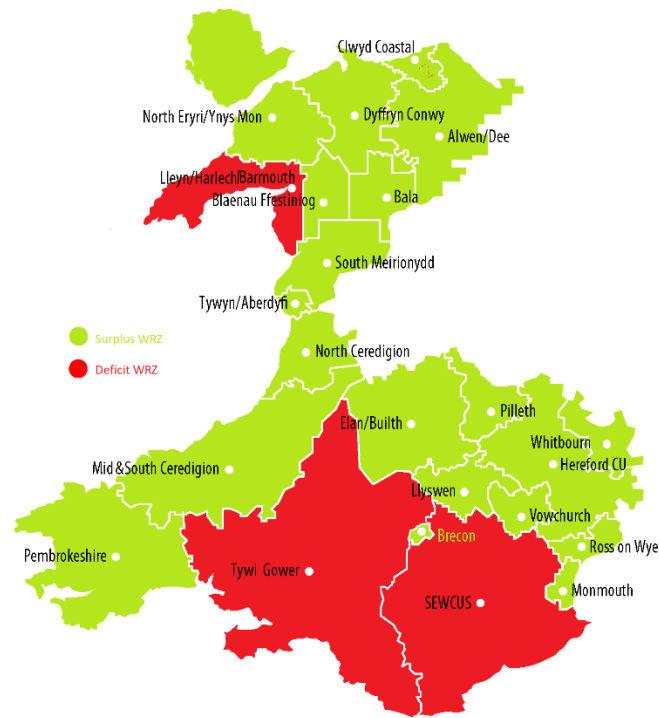 Clwyd Coastal
North Eryri/Ynys Mon
Dyffryn Conwy
Alwen/Dee
Lleyn/Harlech/Barmouth
Blaenau Ffestiniog
Bala
South Meirionydd
Tywyn/Aberdyfi
Surplus WRZ
Deficit WRZ
North Ceredigion
Elan/Builth
Pilleth
Whitbourn
Hereford CU
Mid &South Ceredigion
Llyswen
Vowchurch
Brecon
Ross on Wye
Pembrokeshire
Tywi Gower
Monmouth
SEWCUS